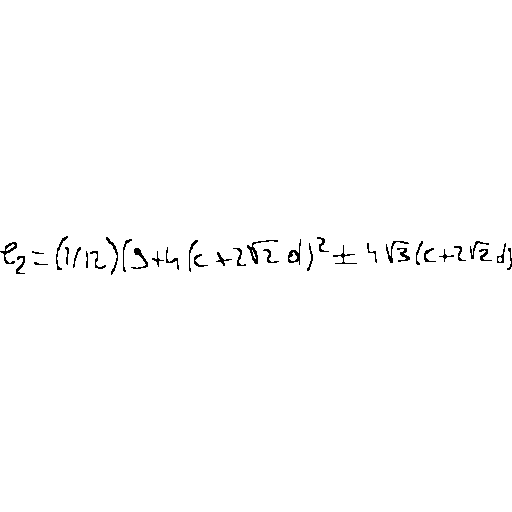 e_2 = (1/12)(9+4(c+2√2 d)^2 ± 4√3(c+2√2 d)